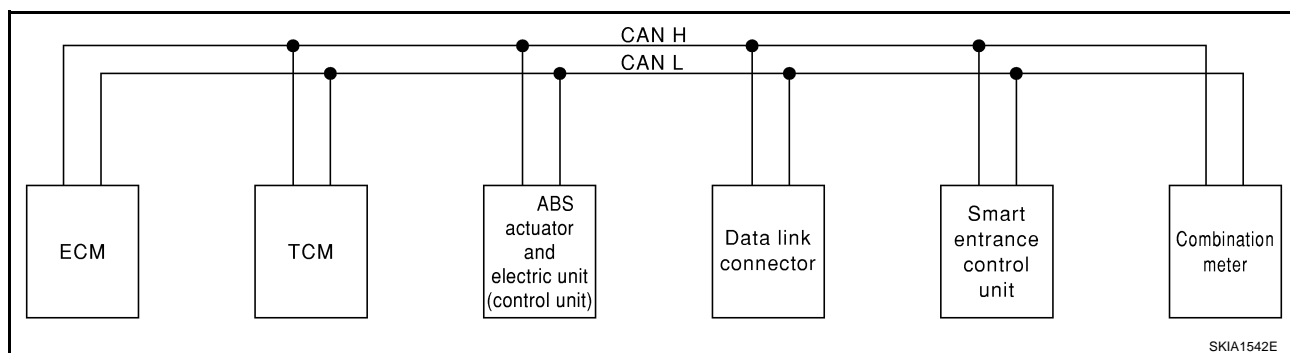 CAN H
CAN L
ECM
TCM
ABS
actuator
and
electric unit
(control unit)
Data link
connector
Smart
entrance
control
unit
Combination
meter
SKIA1542E